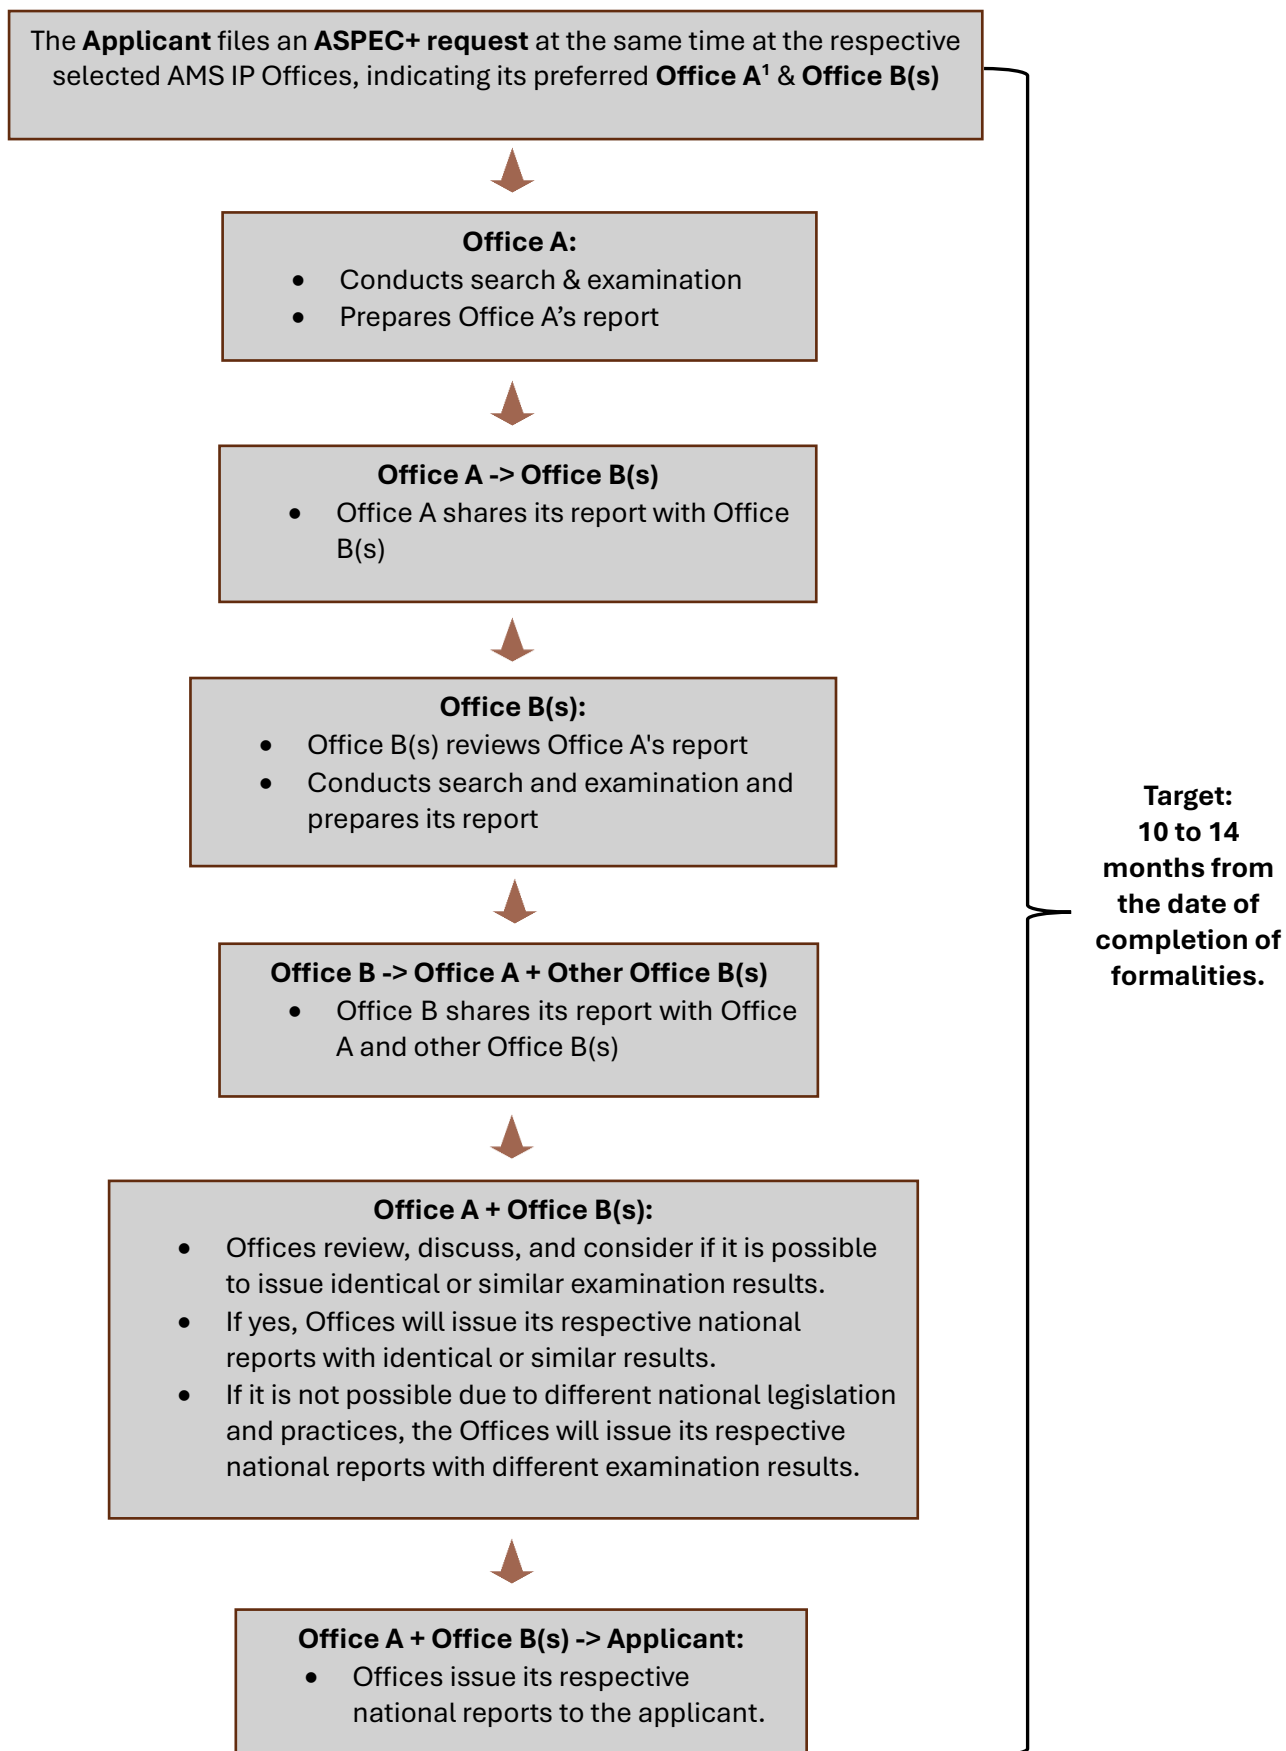 The Applicant files an ASPEC+ request at the same time at the respective
selected AMS IP Offices, indicating its preferred Office A¹ & Office B(s)
Office A:
• Conducts search & examination
• Prepares Office A’s report
Office A -> Office B(s)
• Office A shares its report with Office
B(s)
Office B(s):
• Office B(s) reviews Office A's report
• Conducts search and examination and
prepares its report
Office B -> Office A + Other Office B(s)
• Office B shares its report with Office
A and other Office B(s)
Office A + Office B(s):
• Offices review, discuss, and consider if it is possible
to issue identical or similar examination results.
• If yes, Offices will issue its respective national
reports with identical or similar results.
• If it is not possible due to different national legislation
and practices, the Offices will issue its respective
national reports with different examination results.
Office A + Office B(s) -> Applicant:
• Offices issue its respective
national reports to the applicant.
Target:
10 to 14
months from
the date of
completion of
formalities.